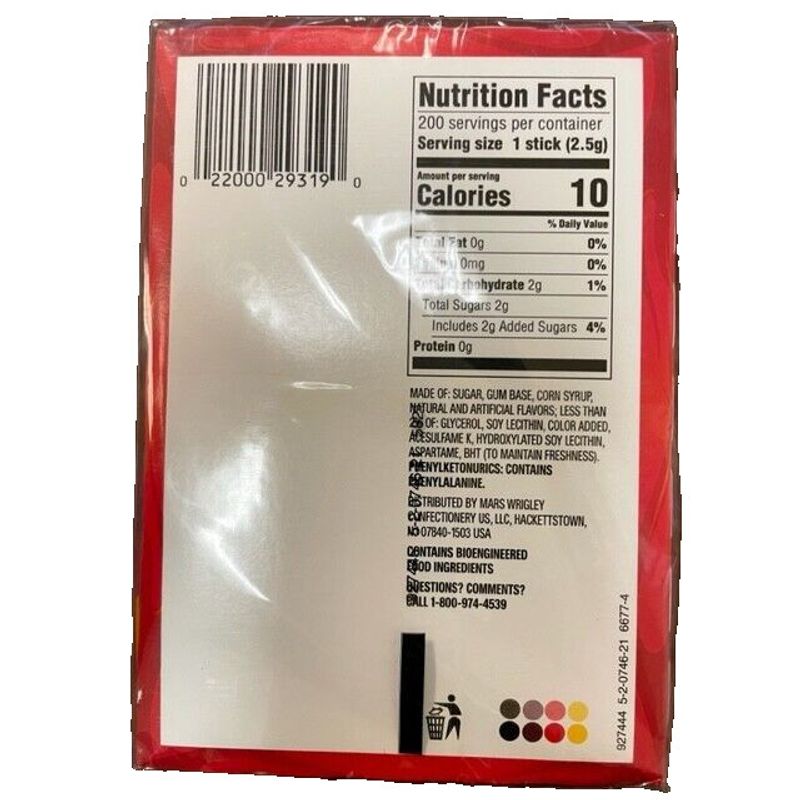 0 22000 29319 0
Nutrition Facts
200 servings per container
Serving size 1 stick (2.5g)
Amount per serving
Calories 10
% Daily Value
Total Fat 0g 0%
0mg 0%
Total Carbohydrate 2g 1%
Total Sugars 2g
Includes 2g Added Sugars 4%
Protein 0g
MADE OF: SUGAR, GUM BASE, CORN SYRUP,
NATURAL AND ARTIFICIAL FLAVORS; LESS THAN
OF: GLYCEROL, SOY LECITHIN, COLOR ADDED,
ACESULFAME K, HYDROXYLATED SOY LECITHIN,
ASPARTAME, BHT (TO MAINTAIN FRESHNESS).
PHENYLKETONURICS: CONTAINS
PHENYLALANINE.
DISTRIBUTED BY MARS WRIGLEY
CONFECTIONERY US, LLC, HACKETTSTOWN,
NJ 07840-1503 USA
CONTAINS BIOENGINEERED
FOOD INGREDIENTS
QUESTIONS? COMMENTS?
CALL 1-800-974-4539
927444 5-2-0746-21 6677-4